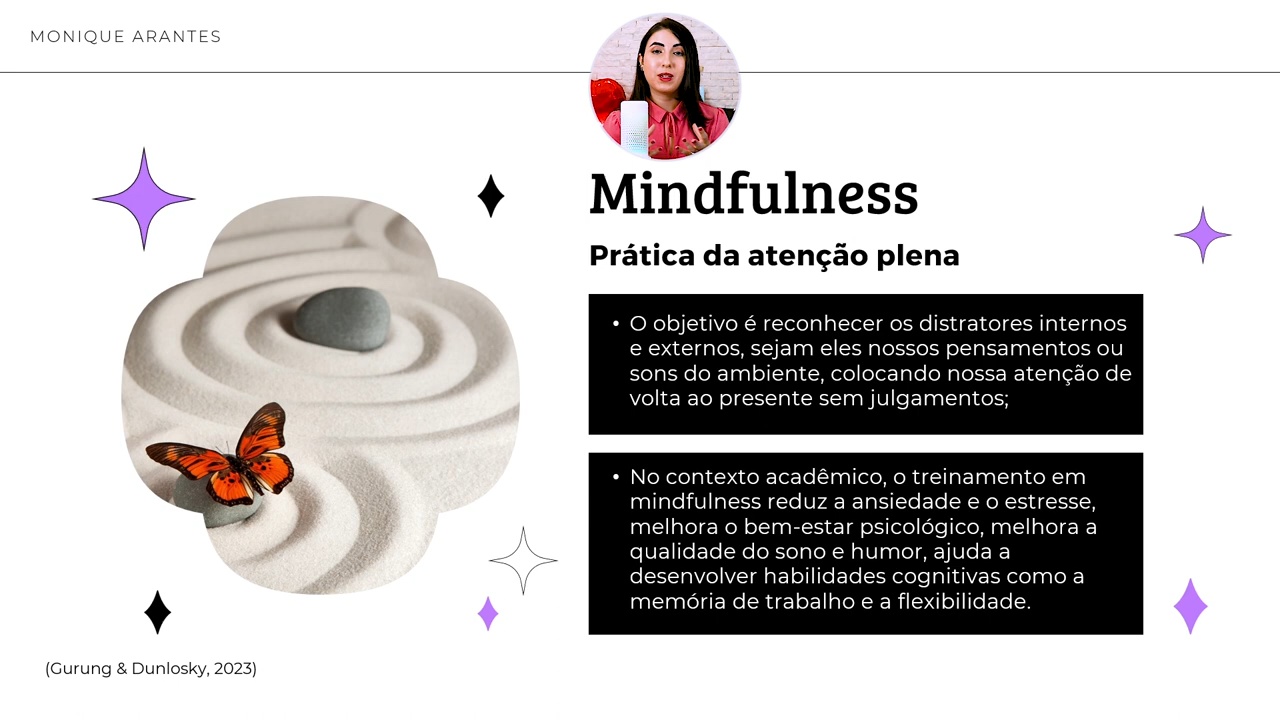 MONIQUE ARANTES
Mindfulness
Prática da atenção plena
• O objetivo é reconhecer os distratores internos
e externos, sejam eles nossos pensamentos ou
sons do ambiente, colocando nossa atenção de
volta ao presente sem julgamentos;
• No contexto acadêmico, o treinamento em
mindfulness reduz a ansiedade e o estresse,
melhora o bem-estar psicológico, melhora a
qualidade do sono e humor, ajuda a
desenvolver habilidades cognitivas como a
memória de trabalho e a flexibilidade.
(Gurung & Dunlosky, 2023)